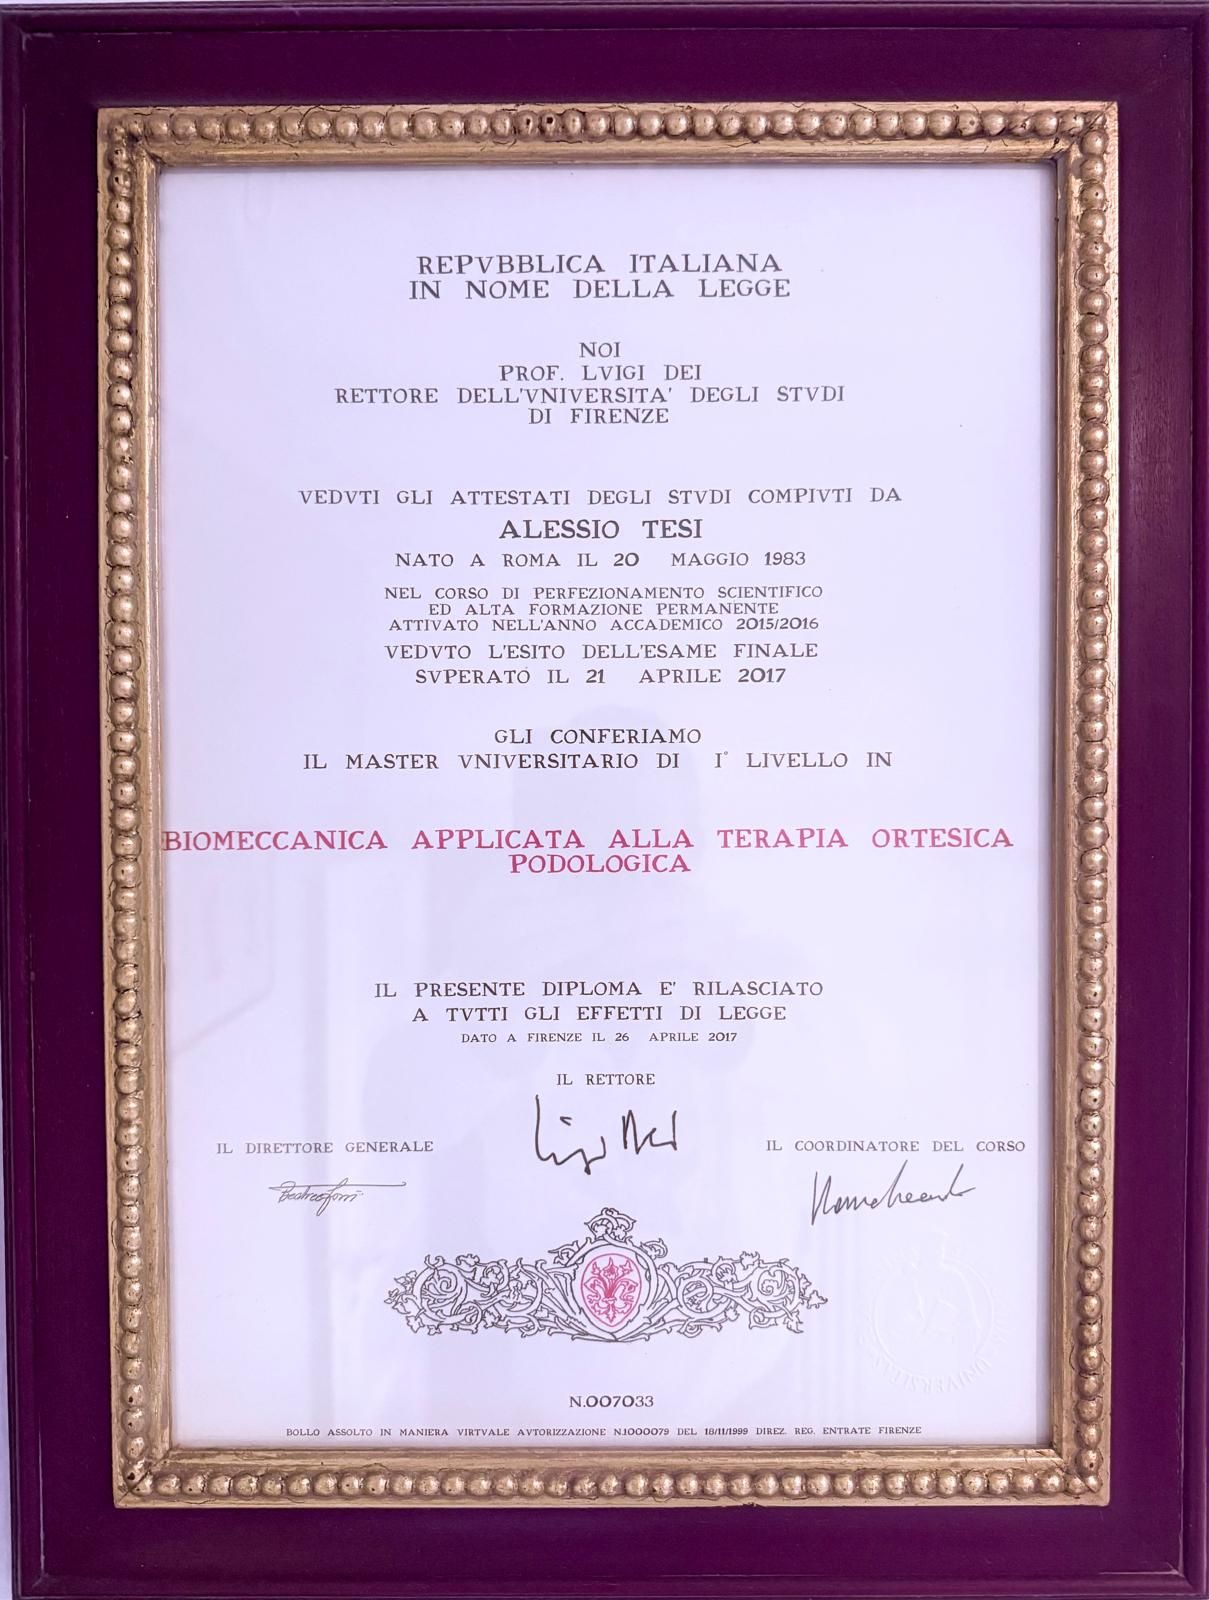 REPVBBLICA ITALIANA
IN NOME DELLA LEGGE
NOI
PROF. LVIGI DEI
RETTORE DELL'VNIVERSITA' DEGLI STVDI
DI FIRENZE
VEDVTI GLI ATTESTATI DEGLI STVDI COMPIVTI DA
ALESSIO TESI
NATO A ROMA IL 20 MAGGIO 1983
NEL CORSO DI PERFEZIONAMENTO SCIENTIFICO
ED ALTA FORMAZIONE PERMANENTE
ATTIVATO NELL'ANNO ACCADEMICO 2015/2016
VEDVTO L'ESITO DELL'ESAME FINALE
SVPERATO IL 21 APRILE 2017
GLI CONFERIAMO
IL MASTER VNIVERSITARIO DI I° LIVELLO IN
BIOMECCANICA APPLICATA ALLA TERAPIA ORTESICA
PODOLOGICA
IL PRESENTE DIPLOMA E' RILASCIATO
A TVTTI GLI EFFETTI DI LEGGE
DATO A FIRENZE IL 26 APRILE 2017
IL RETTORE
IL DIRETTORE GENERALE
IL COORDINATORE DEL CORSO
N.007033
BOLLO ASSOLTO IN MANIERA VIRTVALE AVTORIZZAZIONE N.1000079 DEL 18/11/1999 DIREZ. REG. ENTRATE FIRENZE